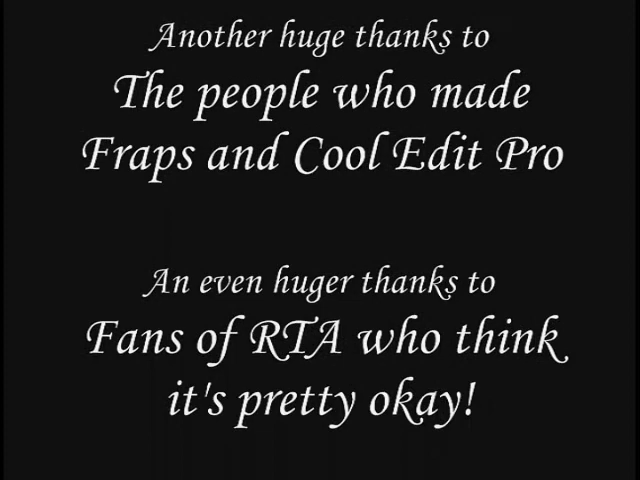 Another huge thanks to
The people who made
Fraps and Cool Edit Pro
An even huger thanks to
Fans of RTA who think
it's pretty okay!